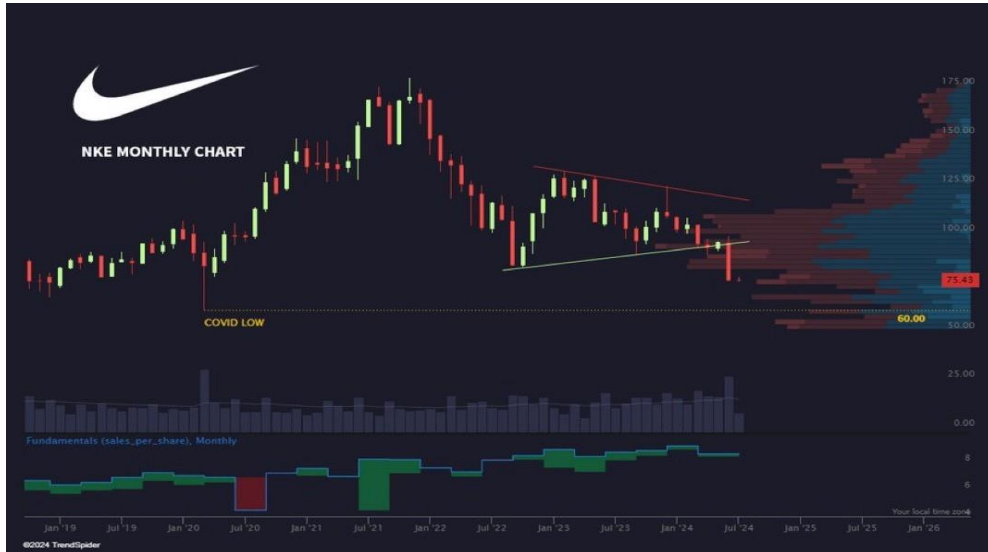 175.00
NKE MONTHLY CHART
150.00
125.00
100.00
75.43
COVID LOW
60.00
50.00
25.00
0.00
Fundamentals (sales_per_share), Monthly
8
6
Your local time zone
4
Jan '19 Jul '19 Jan '20 Jul '20 Jan '21 Jul '21 Jan '22 Jul '22 Jan '23 Jul '23 Jan '24 Jul '24 Jan '25 Jul '25 Jan '26
©2024 TrendSpider